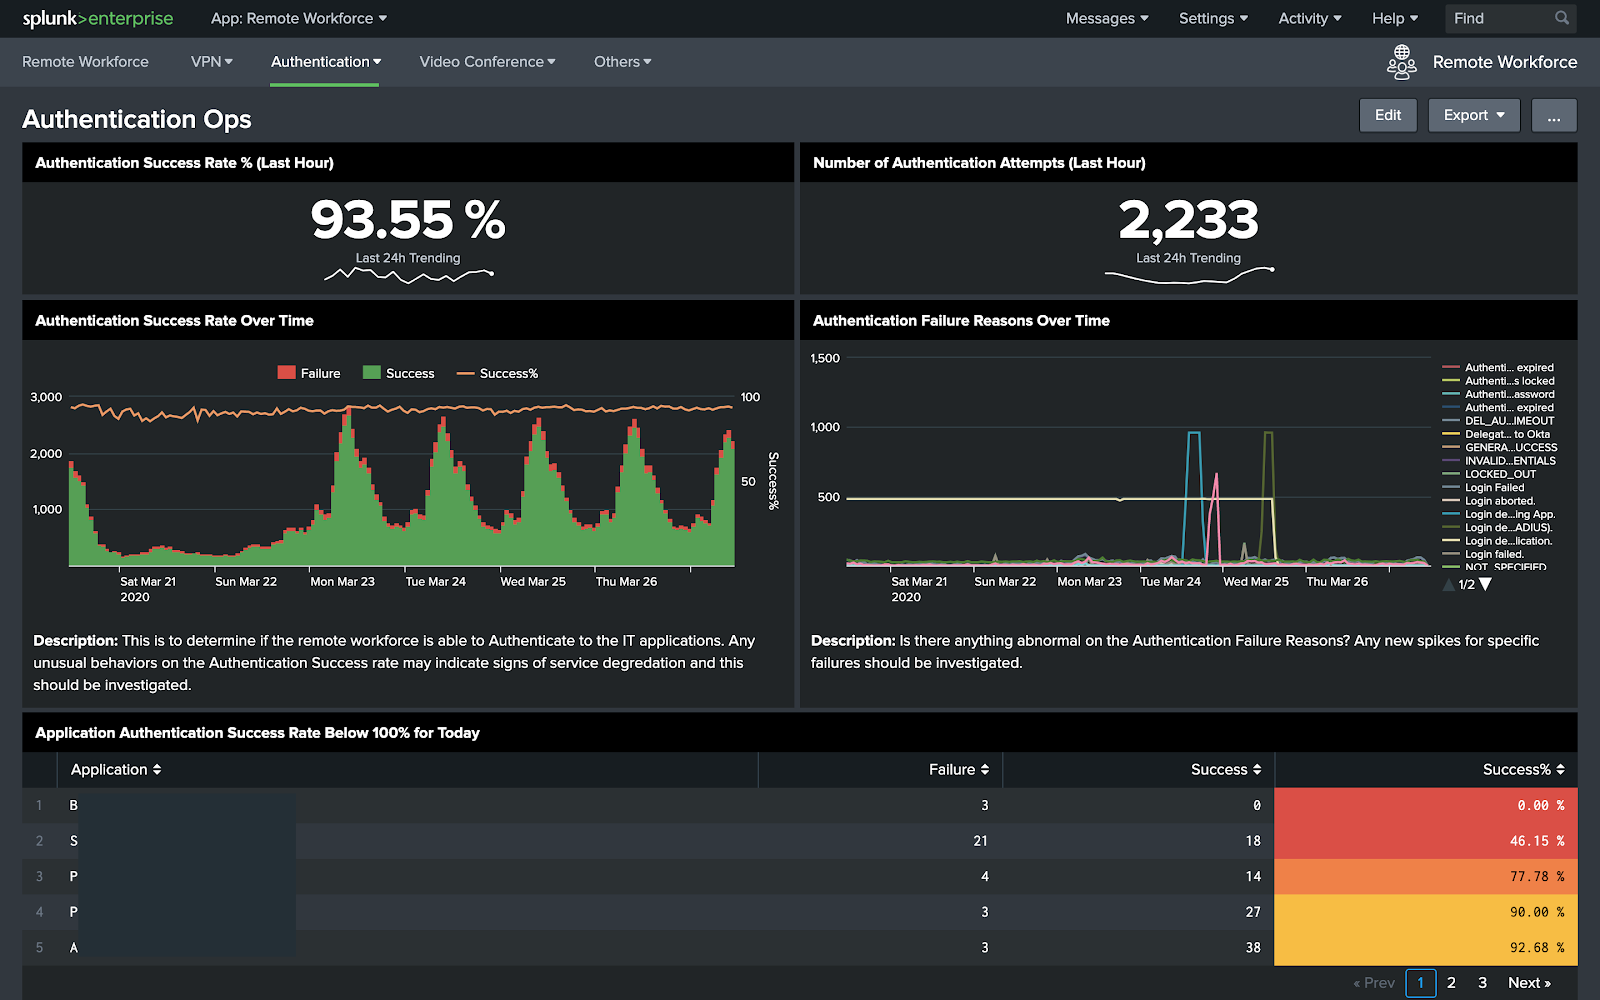 splunk>enterprise
App: Remote Workforce
Messages
Settings
Activity
Help
Find
Remote Workforce
VPN
Authentication
Video Conference
Others
Remote Workforce
Authentication Ops
Edit
Export
...
Authentication Success Rate % (Last Hour)
93.55 %
Last 24h Trending
Number of Authentication Attempts (Last Hour)
2,233
Last 24h Trending
Authentication Success Rate Over Time
Failure
Success
Success%
3,000
2,000
1,000
100
50
Success%
Sat Mar 21
2020
Sun Mar 22
Mon Mar 23
Tue Mar 24
Wed Mar 25
Thu Mar 26
Description: This is to determine if the remote workforce is able to Authenticate to the IT applications. Any
unusual behaviors on the Authentication Success rate may indicate signs of service degredation and this
should be investigated.
Authentication Failure Reasons Over Time
1,500
1,000
500
Sat Mar 21
2020
Sun Mar 22
Mon Mar 23
Tue Mar 24
Wed Mar 25
Thu Mar 26
Authenti... expired
Authenti...s locked
Authenti...assword
Authenti... expired
DEL_AU...IMEOUT
Delegat... to Okta
GENERA...UCCESS
INVALID...ENTIALS
LOCKED_OUT
Login Failed
Login aborted.
Login de...ing App.
Login de...ADIUS).
Login de...lication.
Login failed.
NOT_SPECIFIED
1/2
Description: Is there anything abnormal on the Authentication Failure Reasons? Any new spikes for specific
failures should be investigated.
Application Authentication Success Rate Below 100% for Today
Application Failure Success Success%
1 B 3 0 0.00 %
2 S 21 18 46.15 %
3 P 4 14 77.78 %
4 P 3 27 90.00 %
5 A 3 38 92.68 %
« Prev 1 2 3 Next »